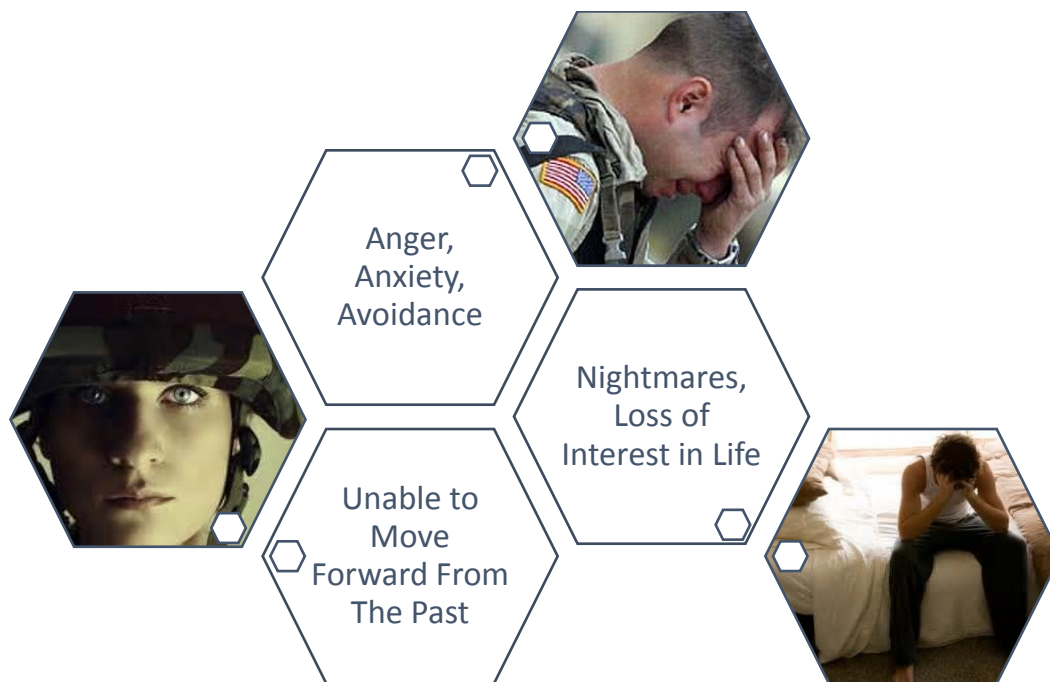 Anger,
Anxiety,
Avoidance
Nightmares,
Loss of
Interest in Life
Unable to
Move
Forward From
The Past